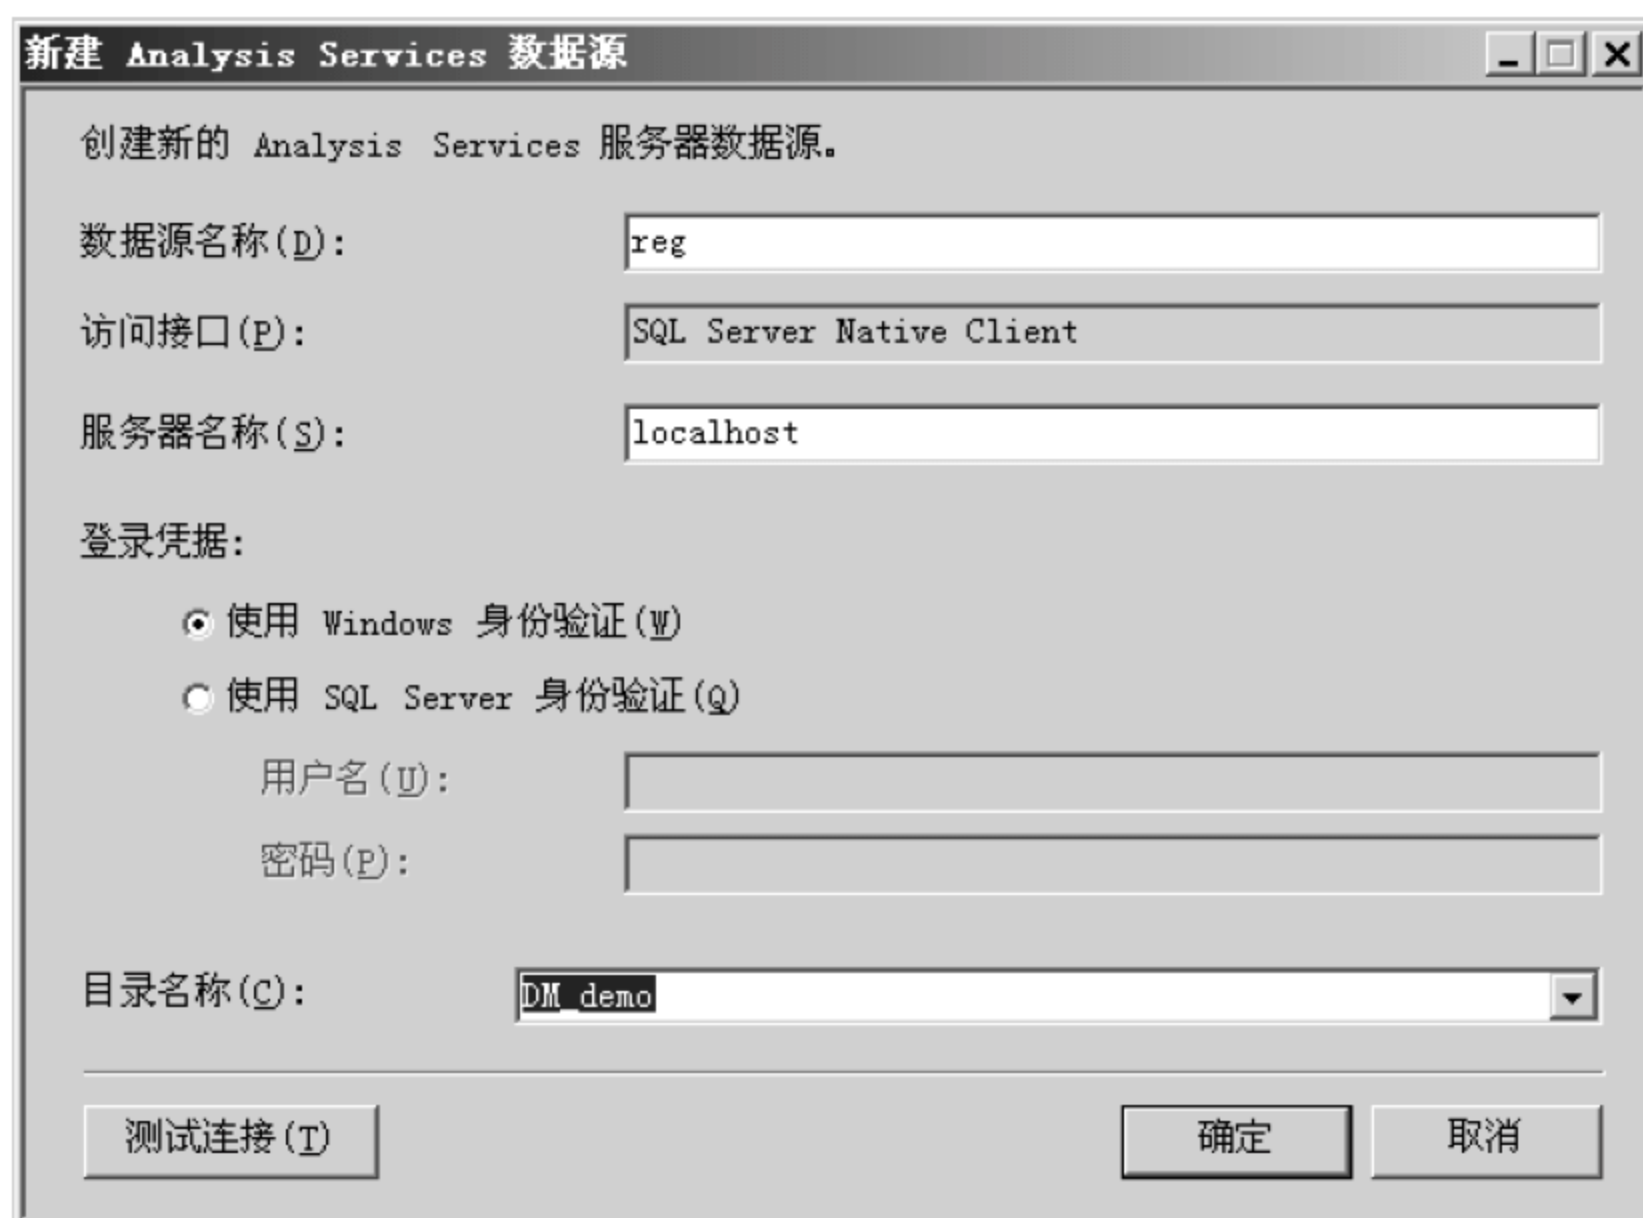 新建 Analysis Services 数据源
创建新的 Analysis Services 服务器数据源。
数据源名称(D): reg
访问接口(P): SQL Server Native Client
服务器名称(S): localhost
登录凭据:
使用 Windows 身份验证(W)
使用 SQL Server 身份验证(Q)
用户名(U):
密码(P):
目录名称(C): DM_demo
测试连接(T) 确定 取消